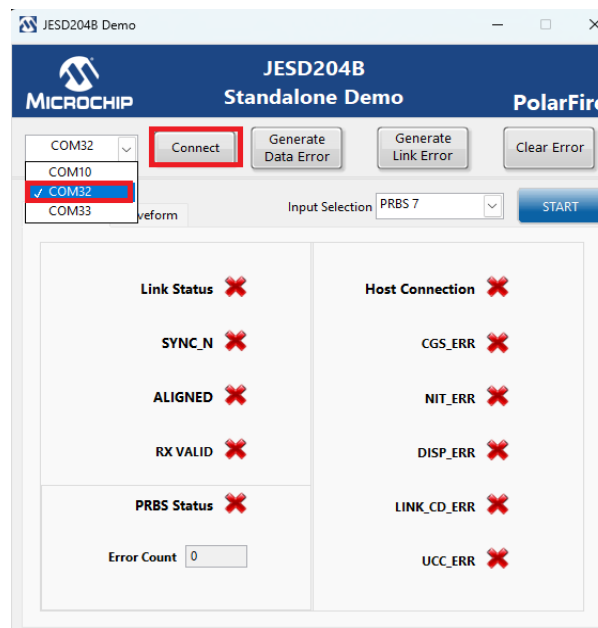 JESD204B Demo
JESD204B
Standalone Demo
MICROCHIP
PolarFire
COM32
Connect
Generate
Data Error
Generate
Link Error
Clear Error
COM10
COM32
COM33
Input Selection
PRBS 7
START
Link Status
SYNC_N
ALIGNED
RX VALID
PRBS Status
Error Count 0
Host Connection
CGS_ERR
NIT_ERR
DISP_ERR
LINK_CD_ERR
UCC_ERR